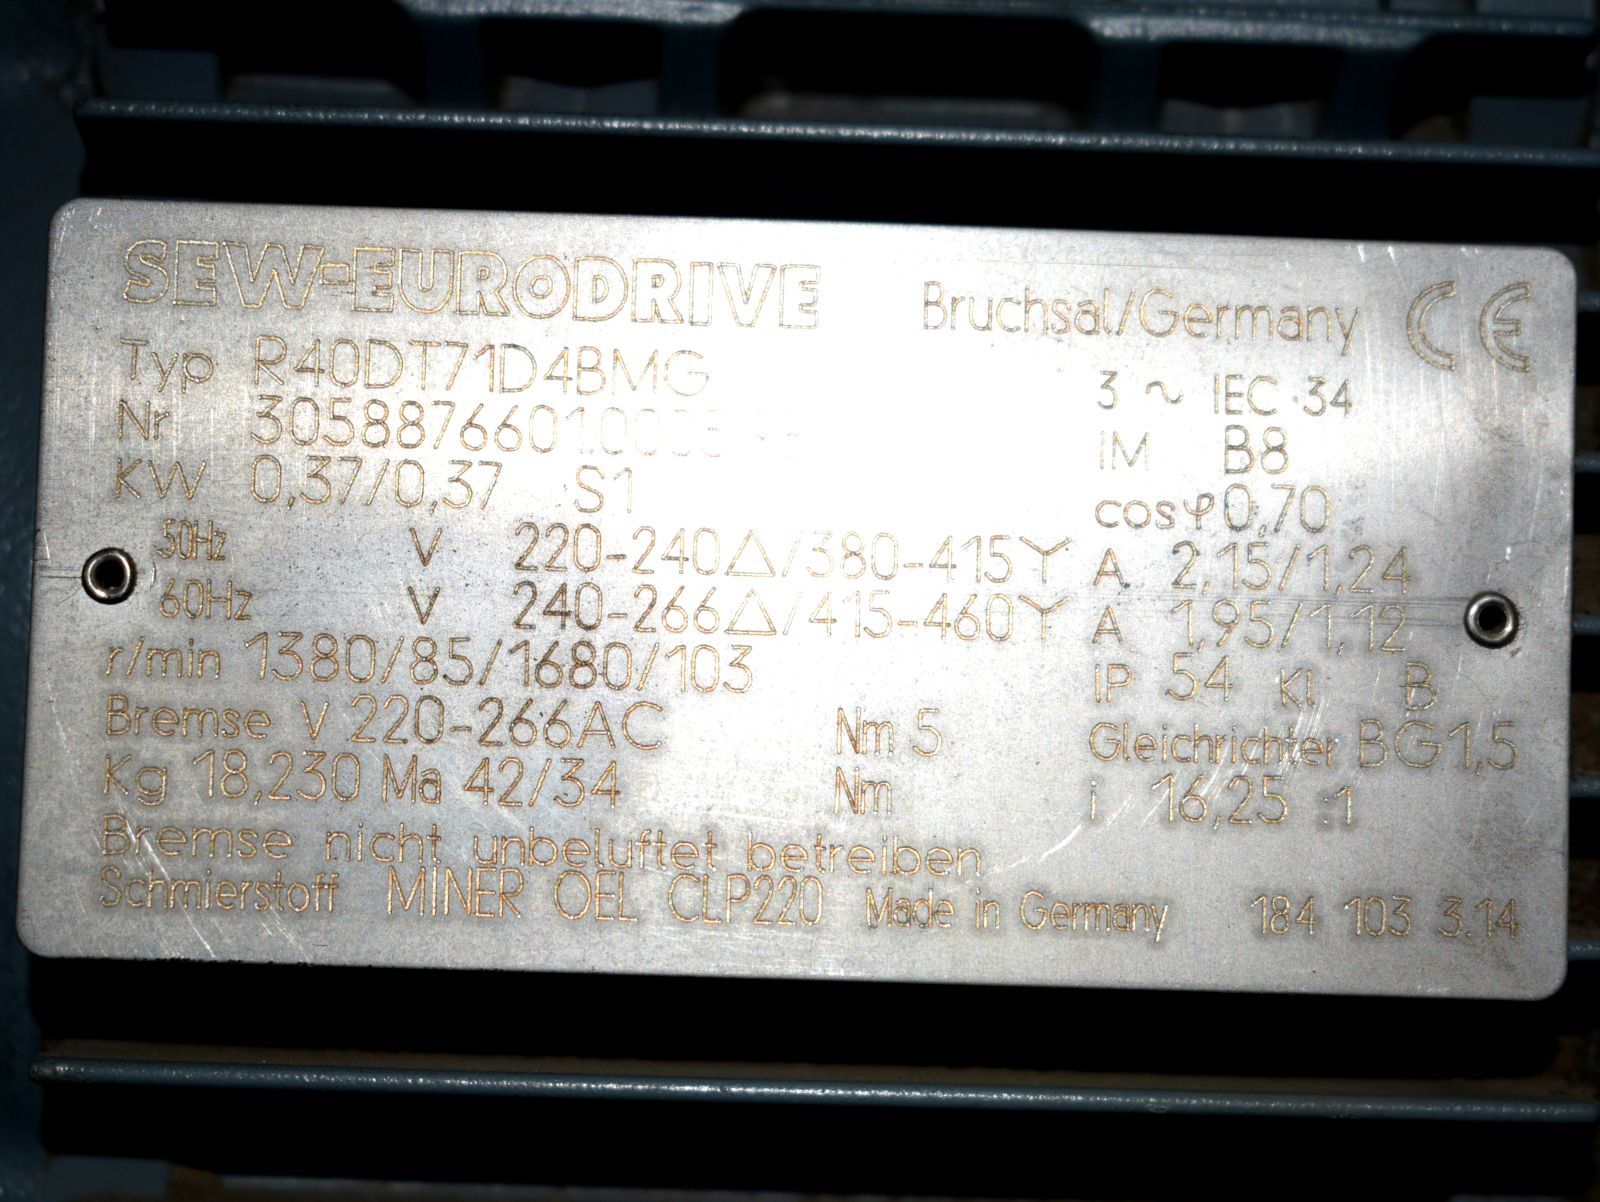 SEW-EURODRIVE Bruchsal/Germany CE
Typ R40DT71D4BMG 3 ~ IEC 34
Nr IM B8
KW 0,37/0,37 S1 cosφ 0,70
50Hz V 220-240△/380-415Y A 2,15/1,24
60Hz V 240-266△/415-460Y A 1,95/1,12
r/min 1380/85/1680/103 IP 54 Kl B
Bremse V 220-266AC Nm 5 Gleichrichter BG1,5
Kg 18,230 Ma 42/34 Nm i 16,25 :1
Bremse nicht unbelüftet betreiben
Schmierstoff MINER OEL CLP220 Made in Germany 184 103 3.14